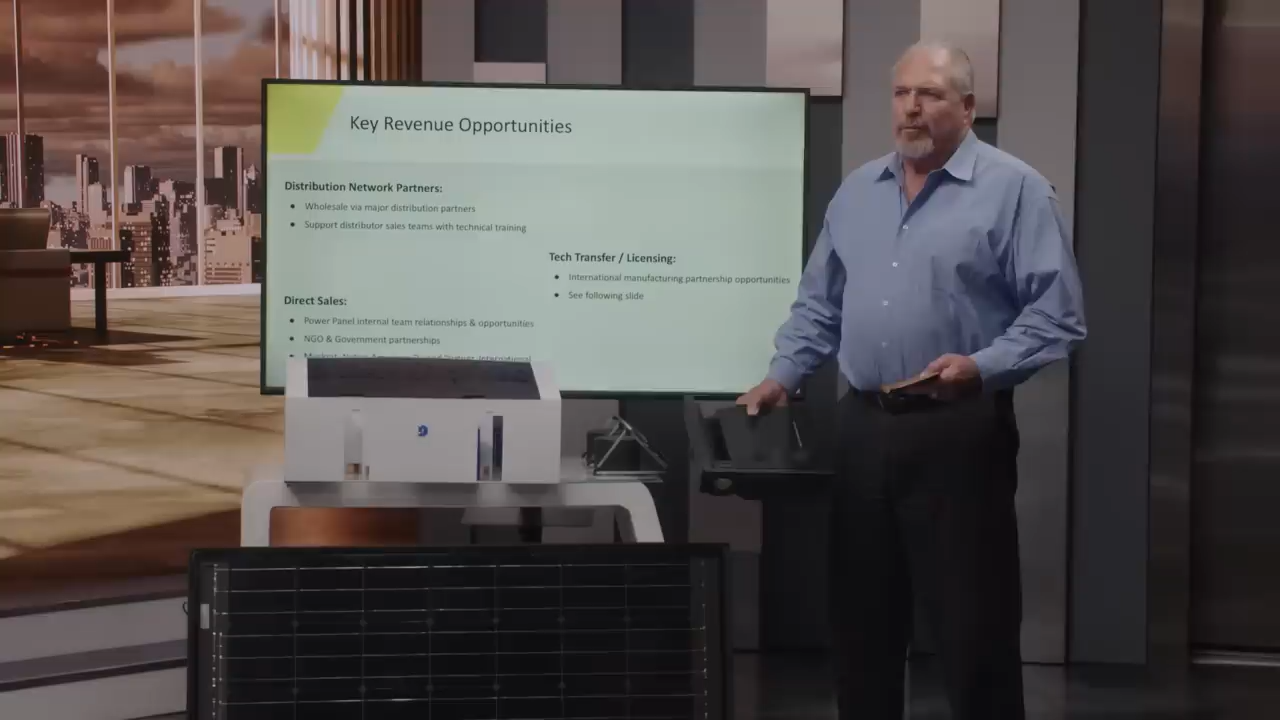 Key Revenue Opportunities
Distribution Network Partners:
Wholesale via major distribution partners
Support distributor sales teams with technical training
Direct Sales:
Power Panel internal team relationships & opportunities
NGO & Government partnerships
International
Tech Transfer / Licensing:
International manufacturing partnership opportunities
See following slide